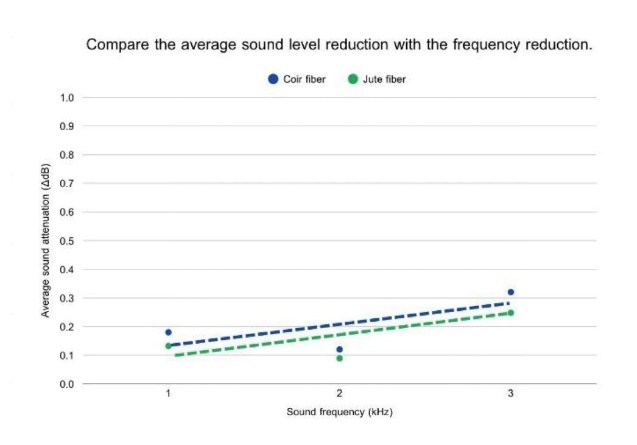 Compare the average sound level reduction with the frequency reduction.
Coir fiber
Jute fiber
1.0
0.9
0.8
0.7
0.6
0.5
0.4
0.3
0.2
0.1
0.0
Average sound attenuation (ΔdB)
1
2
3
Sound frequency (kHz)